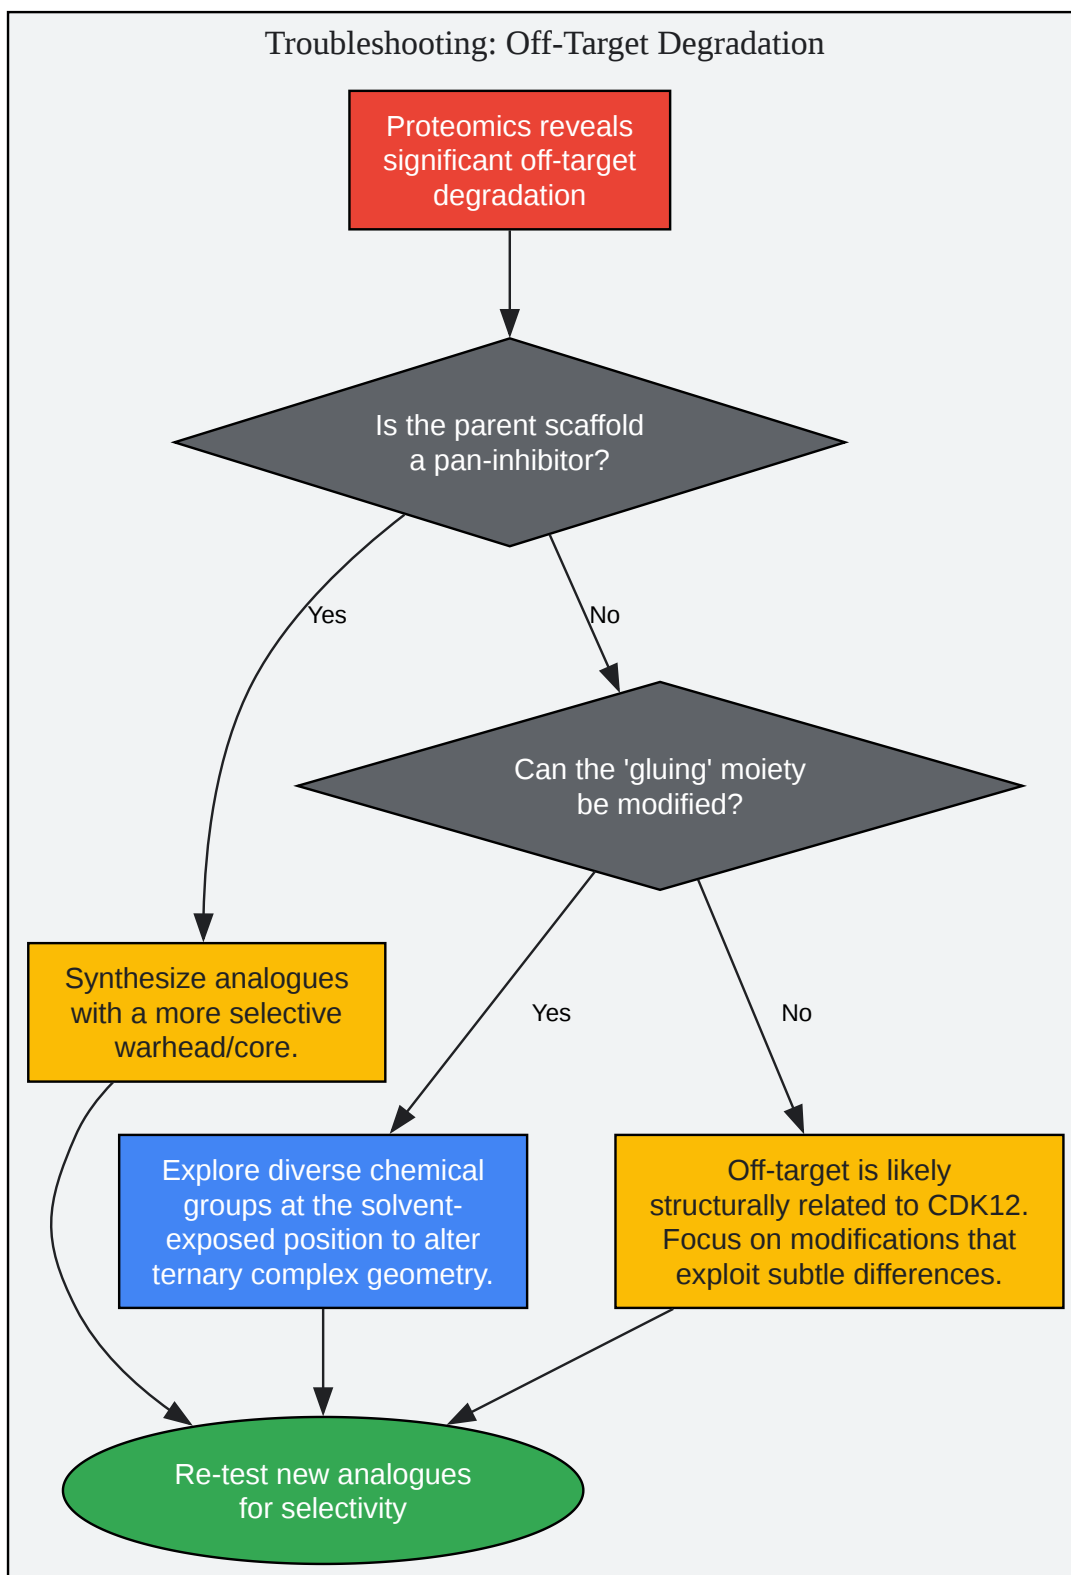 Troubleshooting: Off-Target Degradation
Proteomics reveals
significant off-target
degradation
Is the parent scaffold
a pan-inhibitor?
Yes
No
Can the 'gluing' moiety
be modified?
Synthesize analogues
with a more selective
warhead/core.
Yes
No
Explore diverse chemical
groups at the solvent-
exposed position to alter
ternary complex geometry.
Off-target is likely
structurally related to CDK12.
Focus on modifications that
exploit subtle differences.
Re-test new analogues
for selectivity